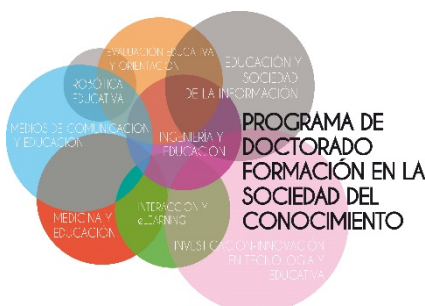 EVALUACIÓN EDUCATIVA
Y ORIENTACIÓN
EDUCACIÓN Y
SOCIEDAD
DE LA INFORMACIÓN
ROBÓTICA
EDUCATIVA
MEDIOS DE COMUNICACIÓN
Y EDUCACIÓN
INGENIERÍA Y
EDUCACIÓN
PROGRAMA DE
DOCTORADO
FORMACIÓN EN LA
SOCIEDAD DEL
CONOCIMIENTO
MEDICINA Y
EDUCACIÓN
INTERACCIÓN Y
eLEARNING
INVESTIGACIÓN-INNOVACIÓN
EN TECNOLOGÍA Y
EDUCATIVA